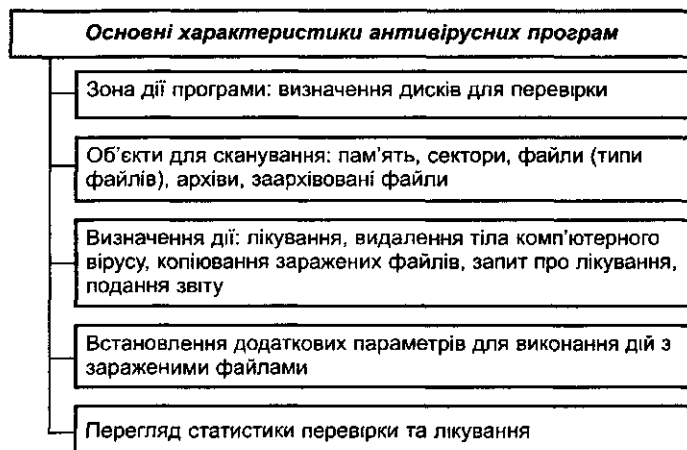 Основні характеристики антивірусних програм
Зона дії програми: визначення дисків для перевірки
Об'єкти для сканування: пам'ять, сектори, файли (типи
файлів), архіви, заархівовані файли
Визначення дії: лікування, видалення тіла комп'ютерного
вірусу, копіювання заражених файлів, запит про лікування,
подання звіту
Встановлення додаткових параметрів для виконання дій з
зараженими файлами
Перегляд статистики перевірки та лікування